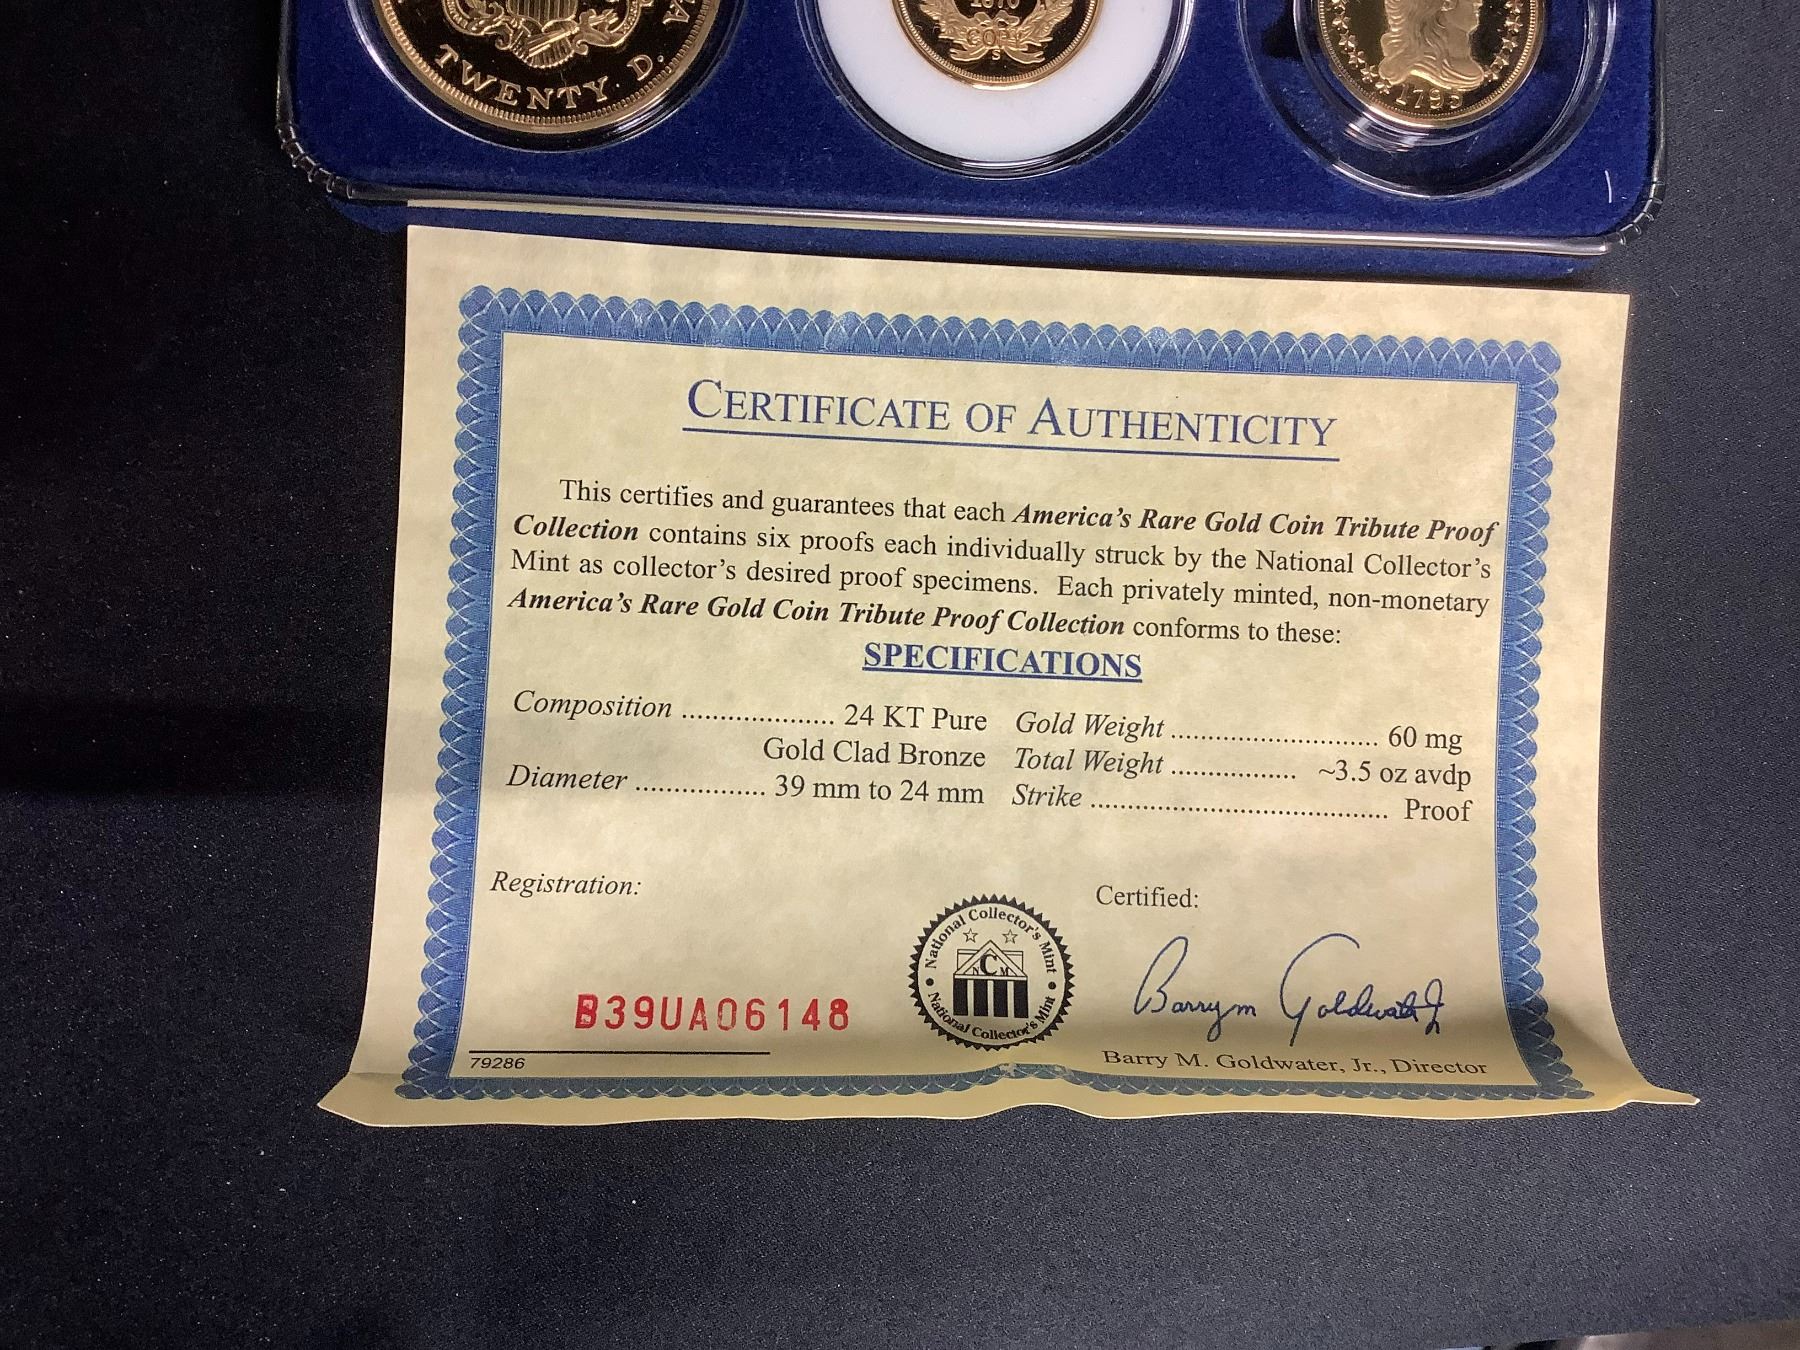 TWENTY D.
1870
COPY
S
1795
CERTIFICATE OF AUTHENTICITY
This certifies and guarantees that each America's Rare Gold Coin Tribute Proof
Collection contains six proofs each individually struck by the National Collector's
Mint as collector's desired proof specimens. Each privately minted, non-monetary
America's Rare Gold Coin Tribute Proof Collection conforms to these:
SPECIFICATIONS
Composition .................... 24 KT Pure
Gold Clad Bronze
Diameter ................. 39 mm to 24 mm
Gold Weight ........................... 60 mg
Total Weight ................. ~3.5 oz avdp
Strike ....................................... Proof
Registration:
B39UA06148
79286
National Collector's Mint
NCM
National Collector's Mint
Certified:
Barry M Goldwater Jr
Barry M. Goldwater, Jr., Director